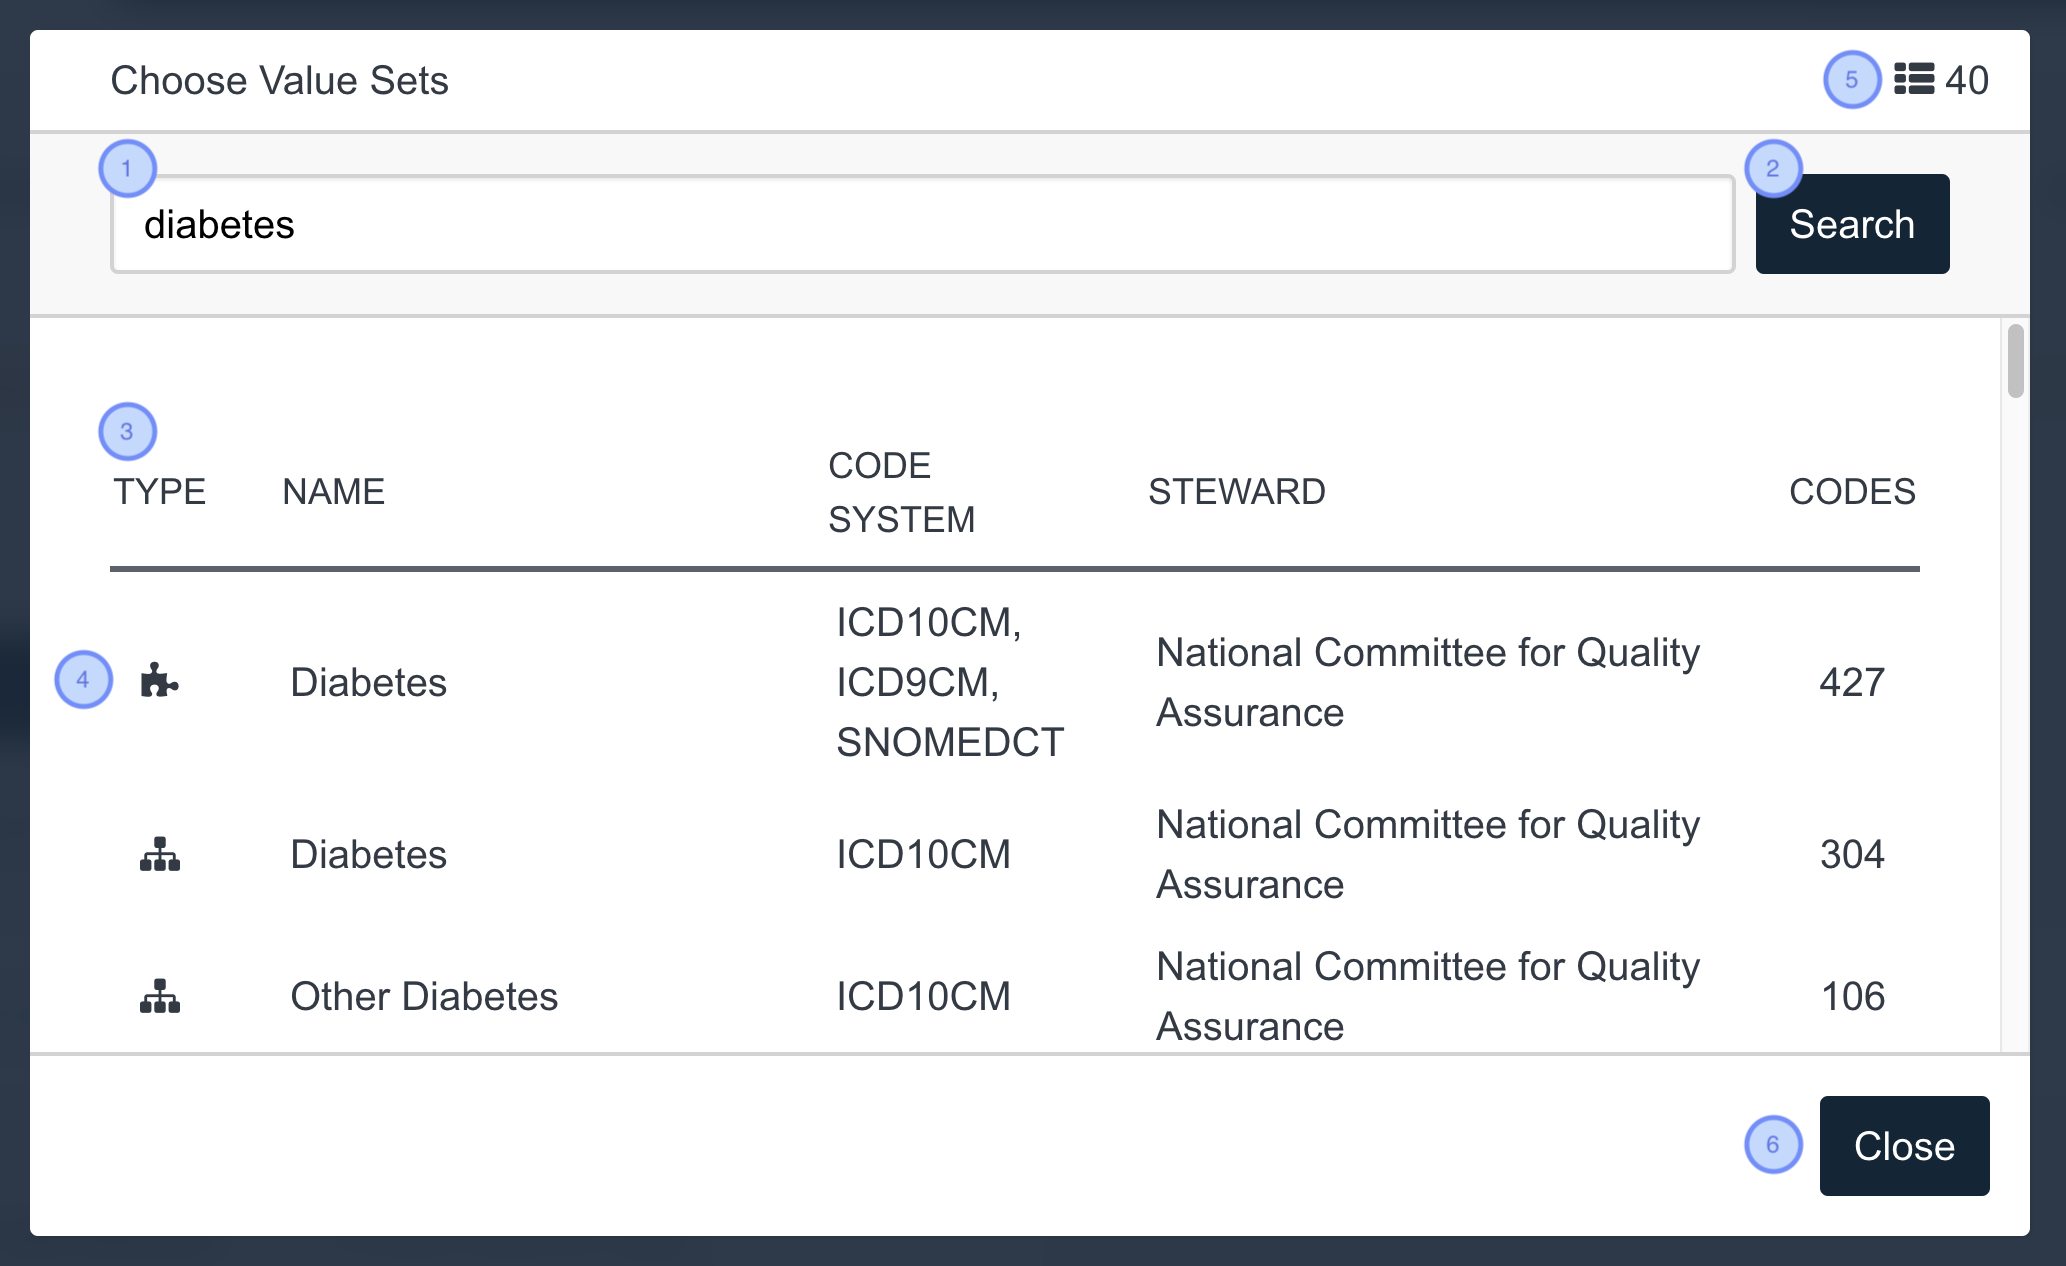 Choose Value Sets
5 40
1
diabetes
2
Search
3
TYPE NAME CODE SYSTEM STEWARD CODES
4
Diabetes
ICD10CM,
ICD9CM,
SNOMEDCT
National Committee for Quality
Assurance
427
Diabetes
ICD10CM
National Committee for Quality
Assurance
304
Other Diabetes
ICD10CM
National Committee for Quality
Assurance
106
6
Close